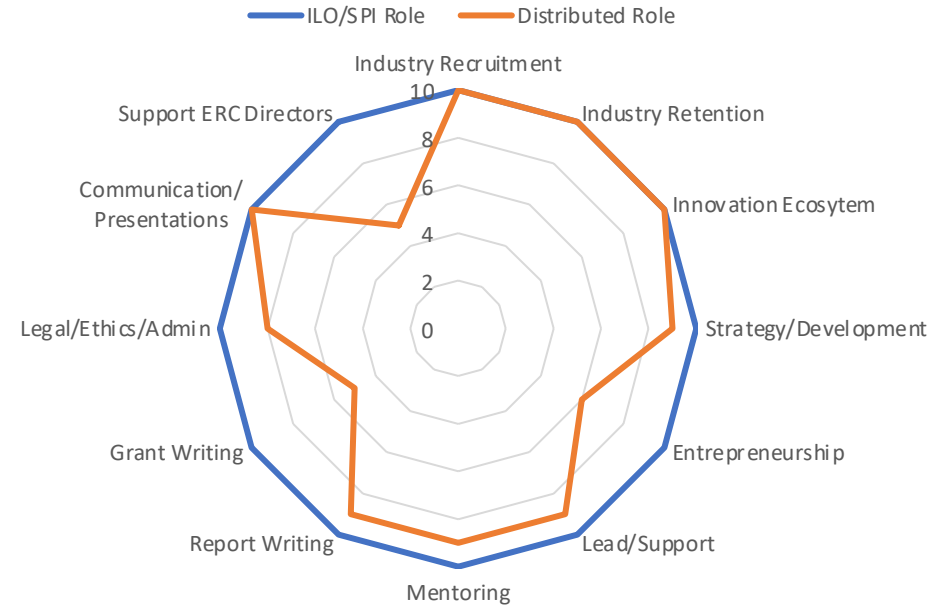 ILO/SPI Role
Distributed Role
Industry Recruitment
10
Support ERC Directors
Industry Retention
8
Communication/
Presentations
6
Innovation Ecosytem
4
2
Legal/Ethics/Admin
0
Strategy/Development
Grant Writing
Entrepreneurship
Report Writing
Lead/Support
Mentoring